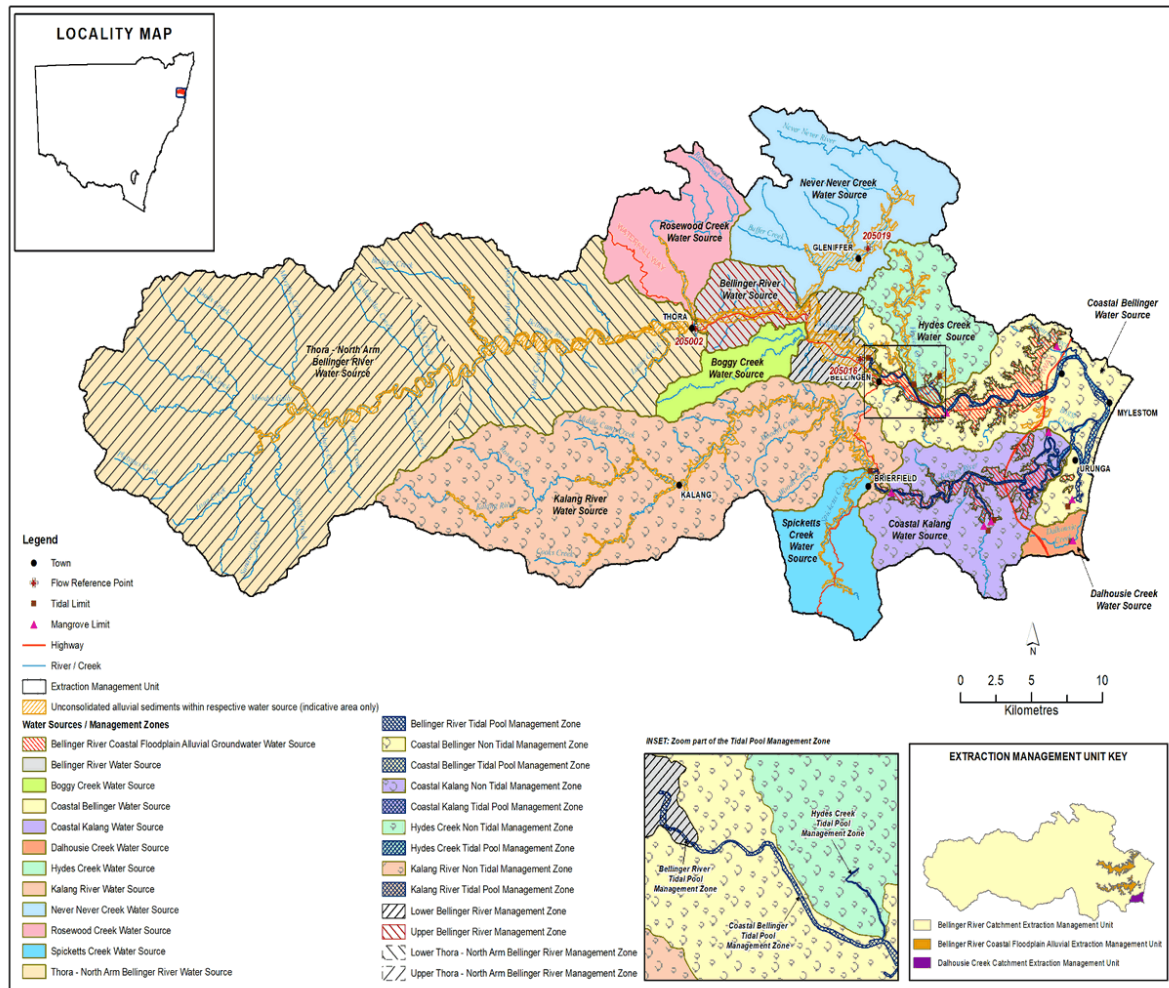 LOCALITY MAP
Never Never River
Never Never Creek
Water Source
Rosewood Creek
Water Source
205019
GLENIFFER
Bellinger River
Water Source
Coastal Bellinger
Water Source
THORA
205002
Hydes Creek
Water Source
Thora - North Arm
Bellinger River
Water Source
Boggy Creek
Water Source
205016
BELLINGEN
MYLESTOM
URUNGA
BRIERFIELD
KALANG
Kalang River
Water Source
Spicketts
Creek
Water
Source
Coastal Kalang
Water Source
Dalhousie Creek
Water Source
N
0 2.5 5 10
Kilometres
Legend
Town
Flow Reference Point
Tidal Limit
Mangrove Limit
Highway
River / Creek
Extraction Management Unit
Unconsolidated alluvial sediments within respective water source (indicative area only)
Water Sources / Management Zones
Bellinger River Coastal Floodplain Alluvial Groundwater Water Source
Bellinger River Water Source
Boggy Creek Water Source
Coastal Bellinger Water Source
Coastal Kalang Water Source
Dalhousie Creek Water Source
Hydes Creek Water Source
Kalang River Water Source
Never Never Creek Water Source
Rosewood Creek Water Source
Spicketts Creek Water Source
Thora - North Arm Bellinger River Water Source
Bellinger River Tidal Pool Management Zone
Coastal Bellinger Non Tidal Management Zone
Coastal Bellinger Tidal Pool Management Zone
Coastal Kalang Non Tidal Management Zone
Coastal Kalang Tidal Pool Management Zone
Hydes Creek Non Tidal Management Zone
Hydes Creek Tidal Pool Management Zone
Kalang River Non Tidal Management Zone
Kalang River Tidal Pool Management Zone
Lower Bellinger River Management Zone
Upper Bellinger River Management Zone
Lower Thora - North Arm Bellinger River Management Zone
Upper Thora - North Arm Bellinger River Management Zone
INSET: Zoom part of the Tidal Pool Management Zone
Hydes Creek
Tidal Pool
Management Zone
Bellinger River
Tidal Pool
Management Zone
Coastal Bellinger
Tidal Pool
Management Zone
EXTRACTION MANAGEMENT UNIT KEY
Bellinger River Catchment Extraction Management Unit
Bellinger River Coastal Floodplain Alluvial Extraction Management Unit
Dalhousie Creek Catchment Extraction Management Unit